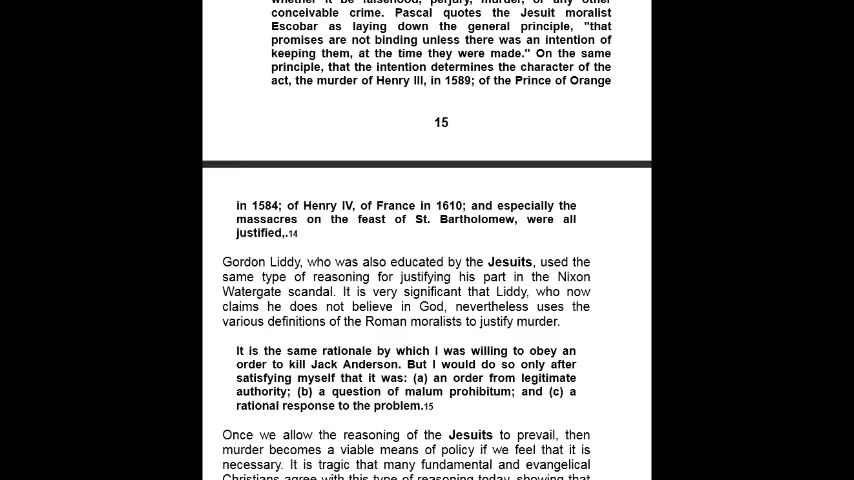 whether it be falsehood, perjury, murder, or any other
conceivable crime. Pascal quotes the Jesuit moralist
Escobar as laying down the general principle, "that
promises are not binding unless there was an intention of
keeping them, at the time they were made." On the same
principle, that the intention determines the character of the
act, the murder of Henry III, in 1589; of the Prince of Orange
15
in 1584; of Henry IV, of France in 1610; and especially the
massacres on the feast of St. Bartholomew, were all
justified,.14
Gordon Liddy, who was also educated by the Jesuits, used the
same type of reasoning for justifying his part in the Nixon
Watergate scandal. It is very significant that Liddy, who now
claims he does not believe in God, nevertheless uses the
various definitions of the Roman moralists to justify murder.
It is the same rationale by which I was willing to obey an
order to kill Jack Anderson. But I would do so only after
satisfying myself that it was: (a) an order from legitimate
authority; (b) a question of malum prohibitum; and (c) a
rational response to the problem.15
Once we allow the reasoning of the Jesuits to prevail, then
murder becomes a viable means of policy if we feel that it is
necessary. It is tragic that many fundamental and evangelical
Christians agree with this type of reasoning today, showing that